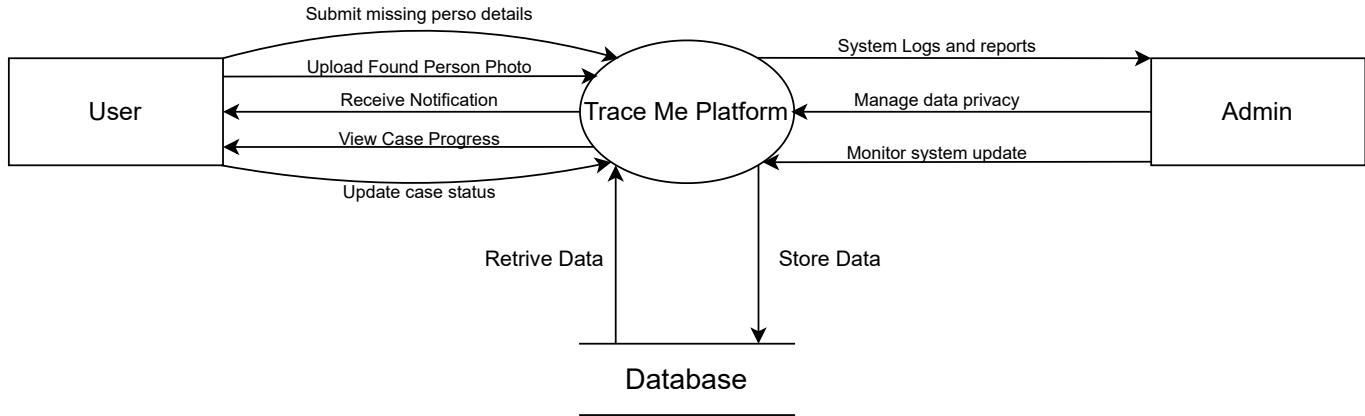 Submit missing perso details
System Logs and reports
Upload Found Person Photo
User
Receive Notification
Trace Me Platform
Manage data privacy
Admin
View Case Progress
Monitor system update
Update case status
Retrive Data
Store Data
Database